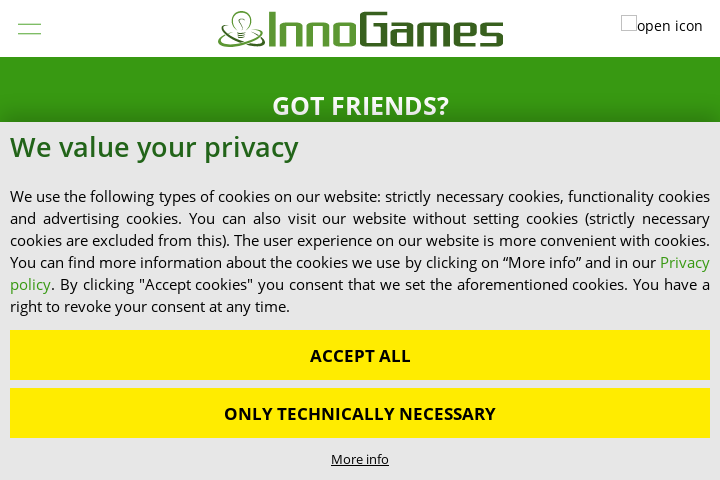 InnoGames
open icon
GOT FRIENDS?
We value your privacy
We use the following types of cookies on our website: strictly necessary cookies, functionality cookies
and advertising cookies. You can also visit our website without setting cookies (strictly necessary
cookies are excluded from this). The user experience on our website is more convenient with cookies.
You can find more information about the cookies we use by clicking on “More info” and in our Privacy
policy. By clicking "Accept cookies" you consent that we set the aforementioned cookies. You have a
right to revoke your consent at any time.
ACCEPT ALL
ONLY TECHNICALLY NECESSARY
More info